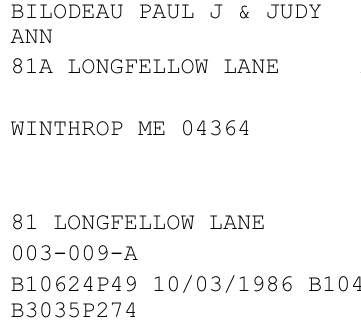 BILODEAU PAUL J & JUDY
ANN
81A LONGFELLOW LANE
WINTHROP ME 04364
81 LONGFELLOW LANE
003-009-A
B10624P49 10/03/1986 B104
B3035P274